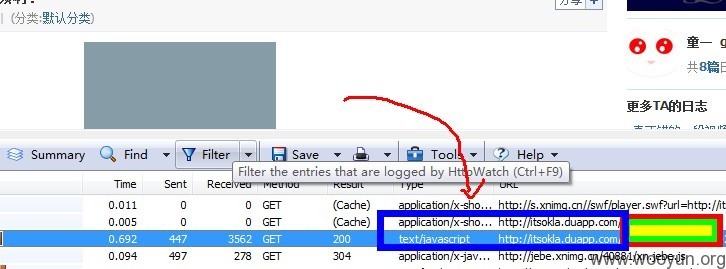 分享
(分类:默认分类)
童一 g
共8篇日
更多TA的日志
Summary Find Filter Save Print Tools Help
Filter the entries that are logged by HttpWatch (Ctrl+F9)
Time Sent Received Method Result Type URL
0.011 0 0 GET (Cache) application/x-sho... http://s.xnimg.cn//swf/player.swf?url=http://it
0.005 0 0 GET (Cache) application/x-sho... http://itsokla.duapp.com/
0.692 447 3562 GET 200 text/javascript http://itsokla.duapp.com/
0.094 497 278 GET 304 application/x-jav... http://jebe.xnimg.cn/40881/xn.jebe.js
www.wooyun.org